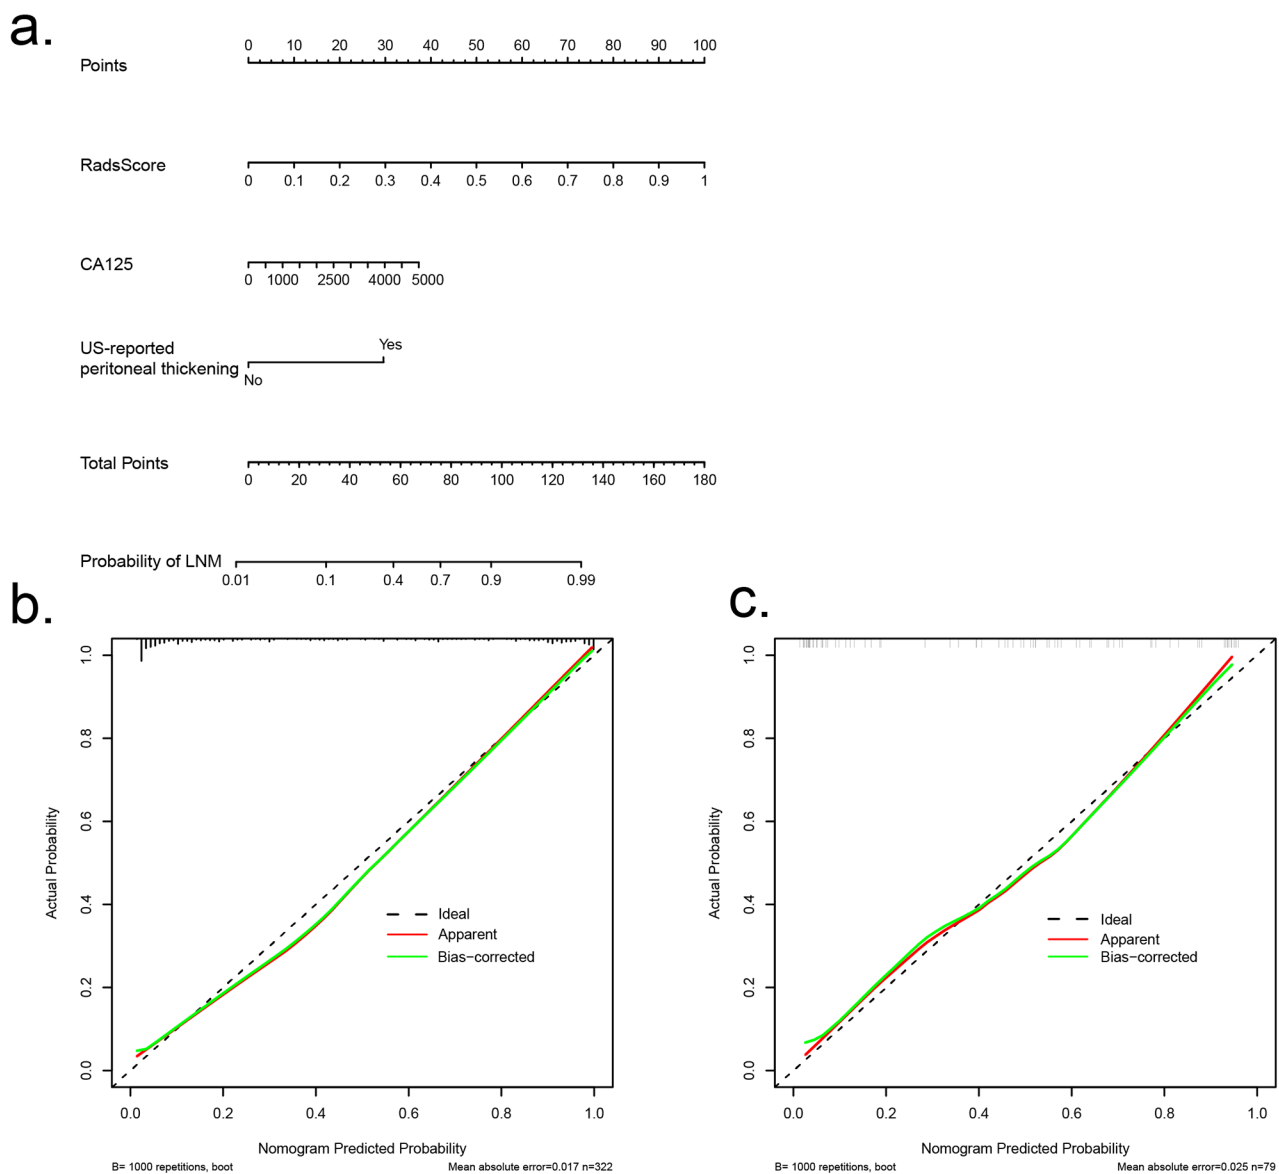 a.
0 10 20 30 40 50 60 70 80 90 100
Points
RadsScore
0 0.1 0.2 0.3 0.4 0.5 0.6 0.7 0.8 0.9 1
CA125
0 1000 2500 4000 5000
Yes
US-reported
peritoneal thickening
No
Total Points
0 20 40 60 80 100 120 140 160 180
Probability of LNM
0.01 0.1 0.4 0.7 0.9 0.99
b.
1.0
0.8
0.6
0.4
0.2
0.0
Actual Probability
Ideal
Apparent
Bias−corrected
0.0 0.2 0.4 0.6 0.8 1.0
Nomogram Predicted Probability
B= 1000 repetitions, boot
Mean absolute error=0.017 n=322
c.
1.0
0.8
0.6
0.4
0.2
0.0
Actual Probability
Ideal
Apparent
Bias−corrected
0.0 0.2 0.4 0.6 0.8 1.0
Nomogram Predicted Probability
B= 1000 repetitions, boot
Mean absolute error=0.025 n=79